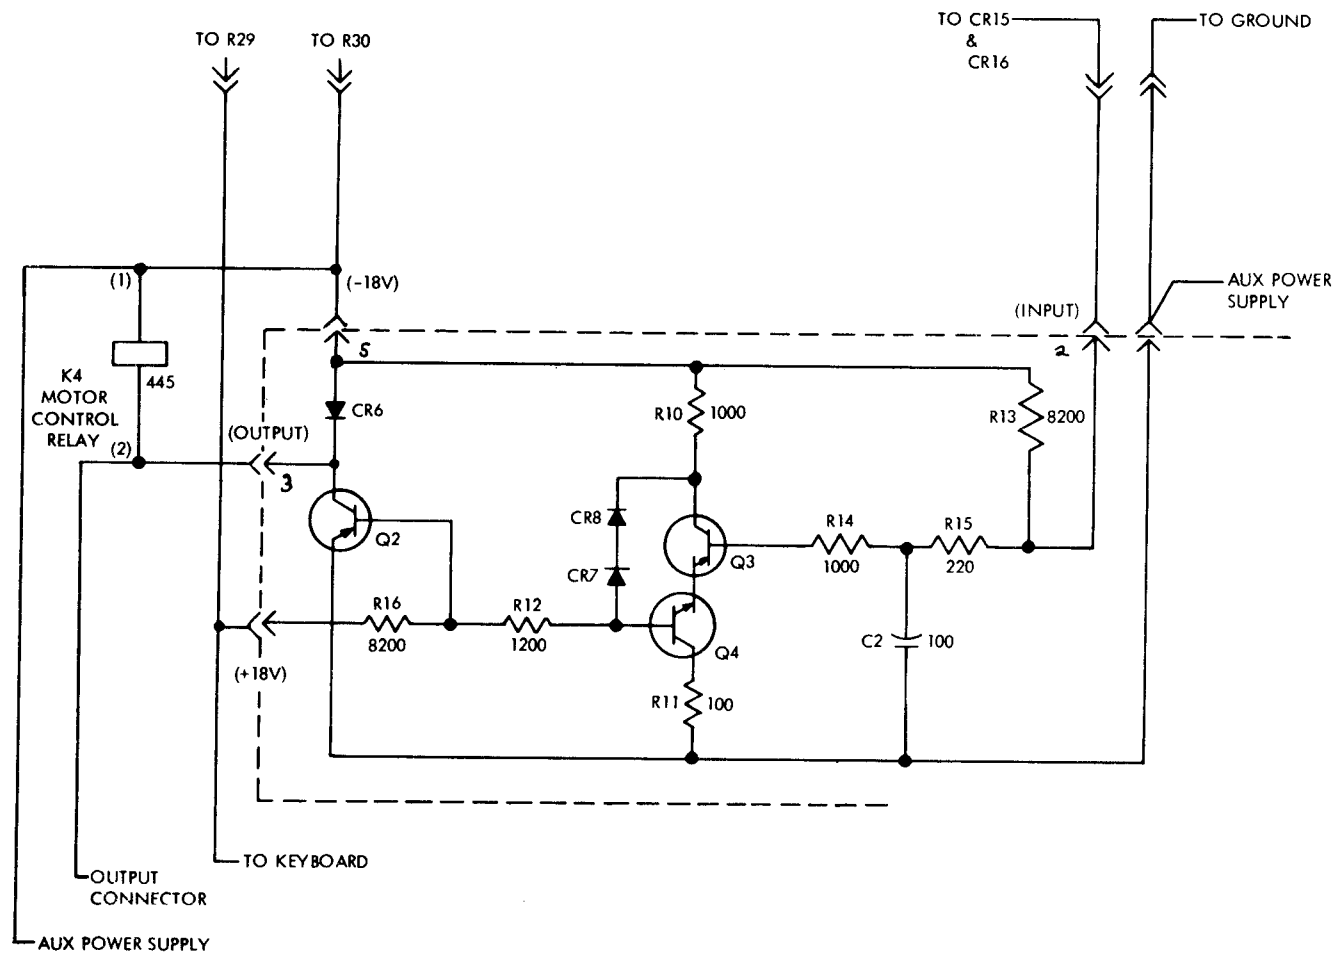 TO R29
TO R30
TO CR15
&
CR16
TO GROUND
(1)
(-18V)
AUX POWER
SUPPLY
(INPUT)
2
5
K4
MOTOR
CONTROL
RELAY
445
(2)
CR6
(OUTPUT)
3
R10
1000
R13
8200
CR8
CR7
Q2
Q3
R14
1000
R15
220
R16
8200
R12
1200
Q4
C2
100
(+18V)
R11
100
TO KEYBOARD
OUTPUT
CONNECTOR
AUX POWER SUPPLY